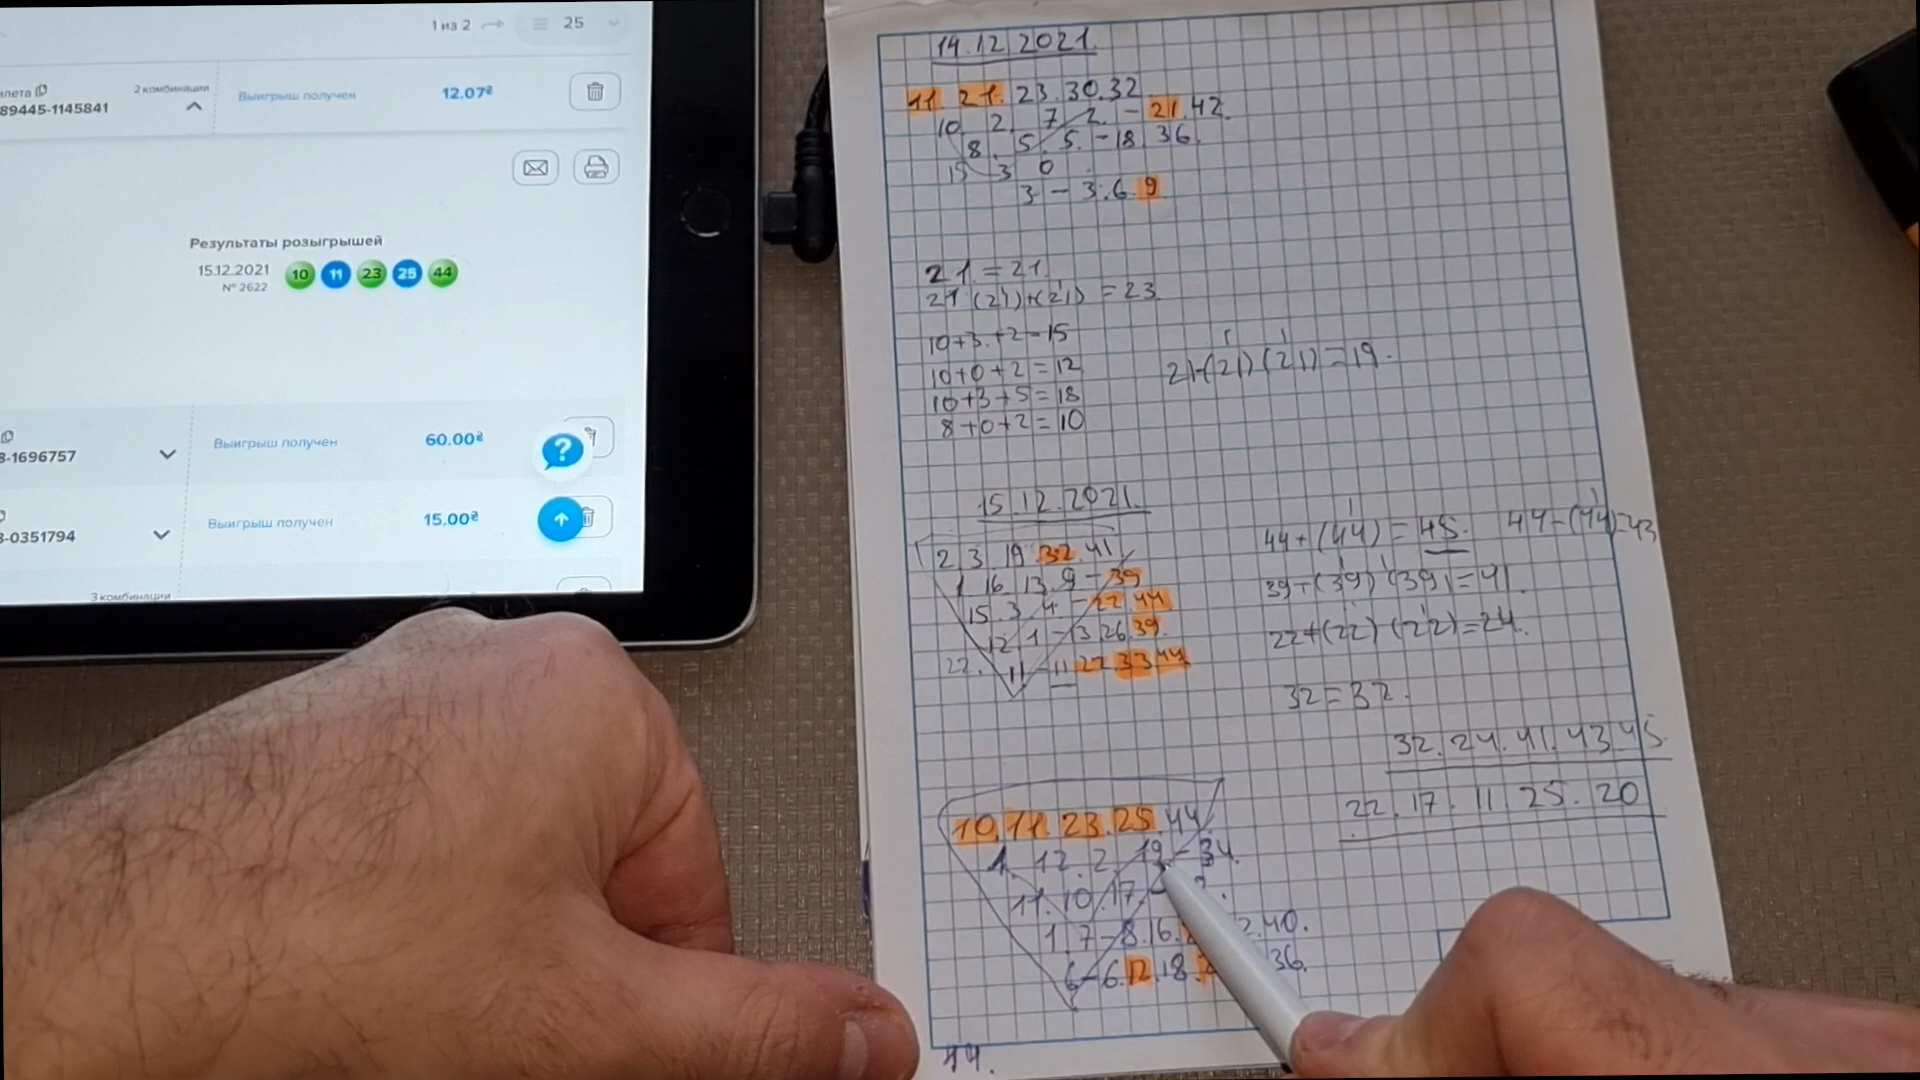 1 из 2
25
илета
2 комбинации
89445-1145841
Выигрыш получен
12.07₴
Результаты розыгрышей
15.12.2021
10 11 23 25 44
№ 2622
-1696757
Выигрыш получен
60.00₴
?
-0351794
Выигрыш получен
15.00₴
3 комбинации
14.12.2021.
11 21. 23.30.32
10. 2. 7. 2. - 21.42.
8. 5. 5. - 18 36.
15 3 0
3 - 3.6.9
21. = 21.
21 (21)+(21) = 23
10+3.+2=15
10+0+2=12
10+3+5=18
8+0+2=10
21-(21)(21)=19.
15.12.2021.
2 3.19.32.41.
1 16.13.9-39
15.3 4.-22 44
12 1-13 26 39.
22. 11-11 22 33 44
44+(44)=45.
44-(44)=43
39+(39)(39)=41.
22+(22)(22)=24.
32=32.
32.24.41.43.45.
22.17.11.25.20
10.11.23.25.44
1. 12.2.19-34.
11.10.17.
1.7-8.16.
40.
6-6.12.18.
36.
44.